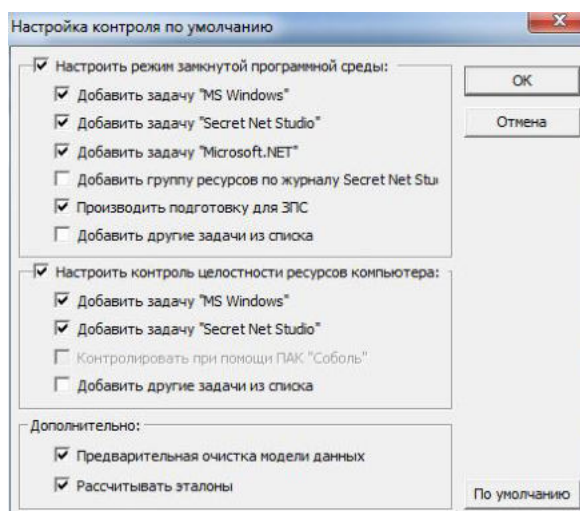 Настройка контроля по умолчанию
Настроить режим замкнутой программной среды:
Добавить задачу "MS Windows"
Добавить задачу "Secret Net Studio"
Добавить задачу "Microsoft.NET"
Добавить группу ресурсов по журналу Secret Net Stu
Производить подготовку для ЗПС
Добавить другие задачи из списка
ОК
Отмена
Настроить контроль целостности ресурсов компьютера:
Добавить задачу "MS Windows"
Добавить задачу "Secret Net Studio"
Контролировать при помощи ПАК "Соболь"
Добавить другие задачи из списка
Дополнительно:
Предварительная очистка модели данных
Рассчитывать эталоны
По умолчанию